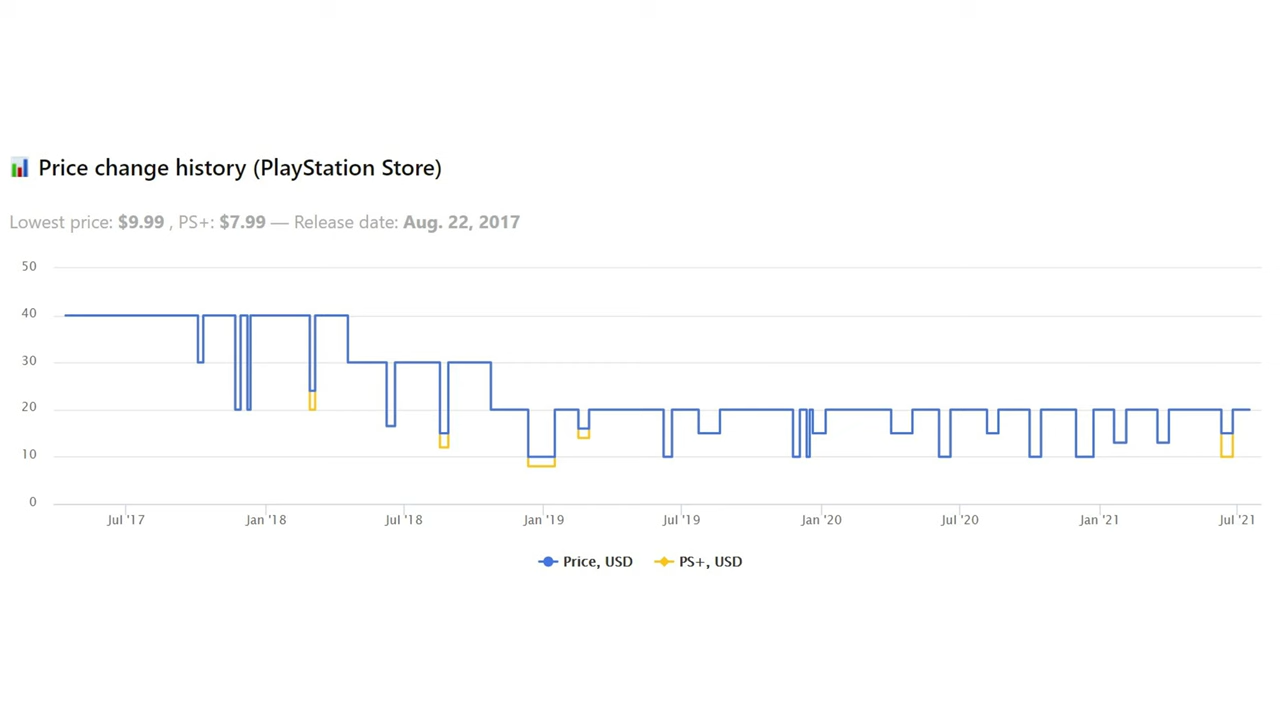 Price change history (PlayStation Store)
Lowest price: $9.99 , PS+: $7.99 — Release date: Aug. 22, 2017
50
40
30
20
10
0
Jul '17 Jan '18 Jul '18 Jan '19 Jul '19 Jan '20 Jul '20 Jan '21 Jul '21
Price, USD PS+, USD